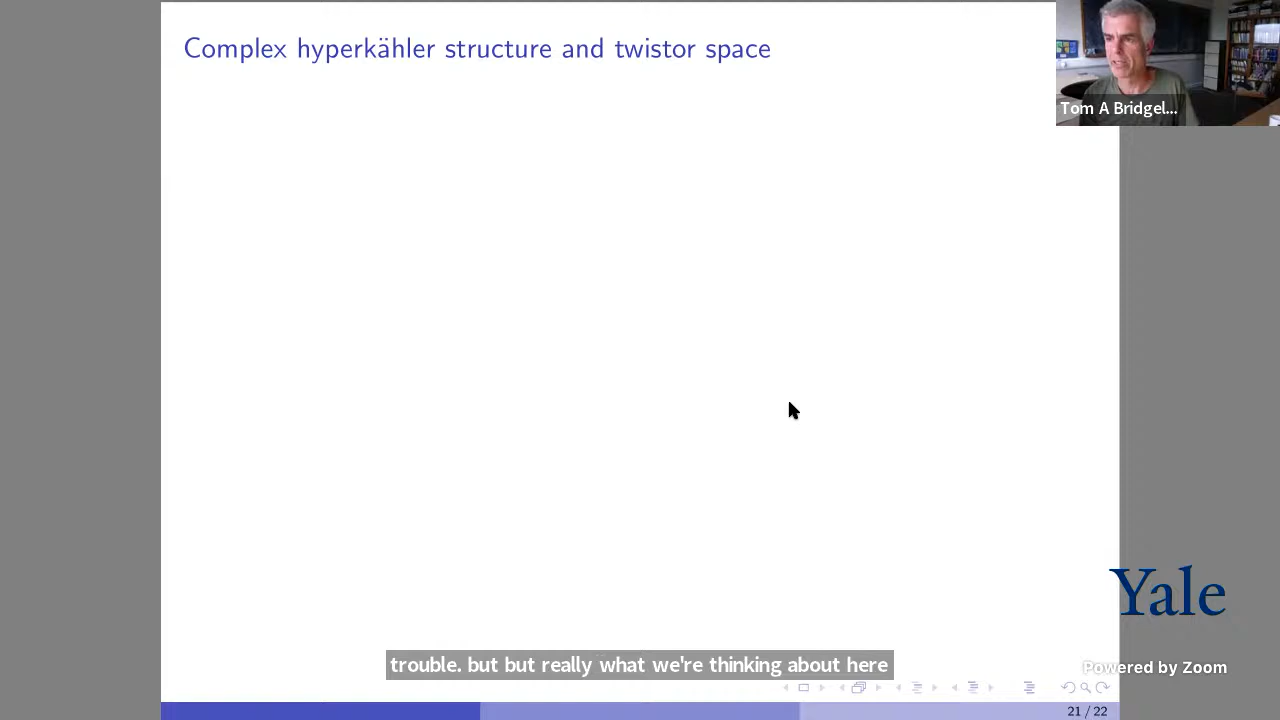 Complex hyperkähler structure and twistor space
Tom A Bridgel...
Yale
trouble. but but really what we're thinking about here
Powered by Zoom
21 / 22